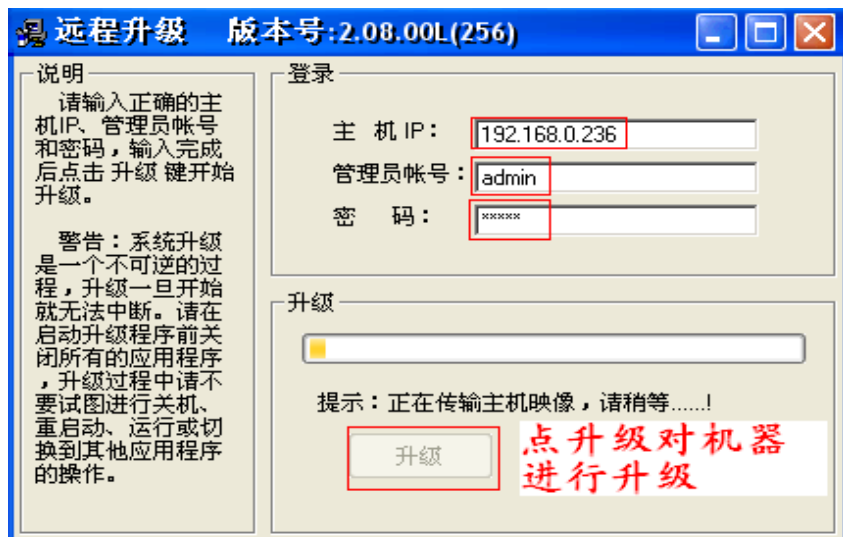 远程升级 版本号:2.08.00L(256)
说明
请输入正确的主
机IP、管理员帐号
和密码，输入完成
后点击 升级 键开始
升级。
警告：系统升级
是一个不可逆的过
程，升级一旦开始
就无法中断。请在
启动升级程序前关
闭所有的应用程序
，升级过程中请不
要试图进行关机、
重启动、运行或切
换到其他应用程序
的操作。
登录
主 机 IP： 192.168.0.236
管理员帐号： admin
密 码： *****
升级
提示：正在传输主机映像，请稍等......!
升级
点升级对机器
进行升级